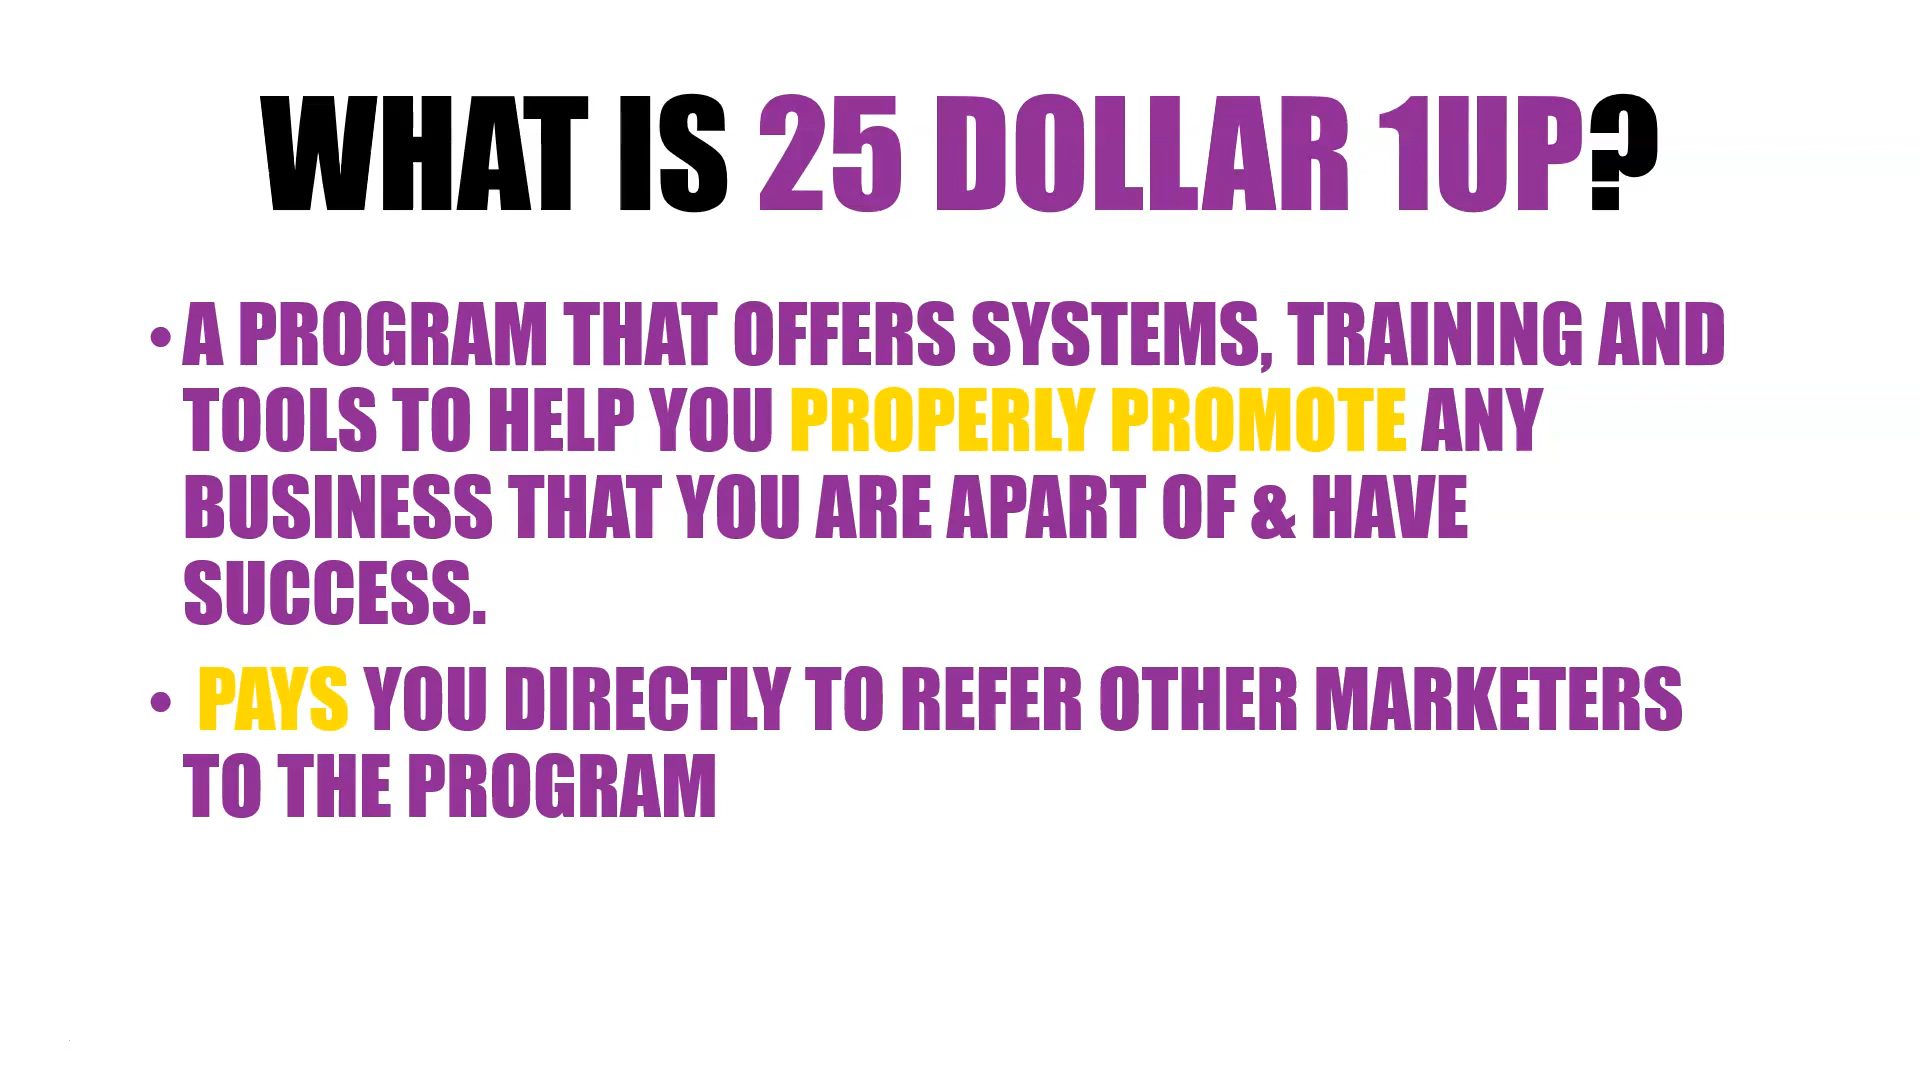 WHAT IS 25 DOLLAR 1UP?
• A PROGRAM THAT OFFERS SYSTEMS, TRAINING AND
TOOLS TO HELP YOU PROPERLY PROMOTE ANY
BUSINESS THAT YOU ARE APART OF & HAVE
SUCCESS.
• PAYS YOU DIRECTLY TO REFER OTHER MARKETERS
TO THE PROGRAM